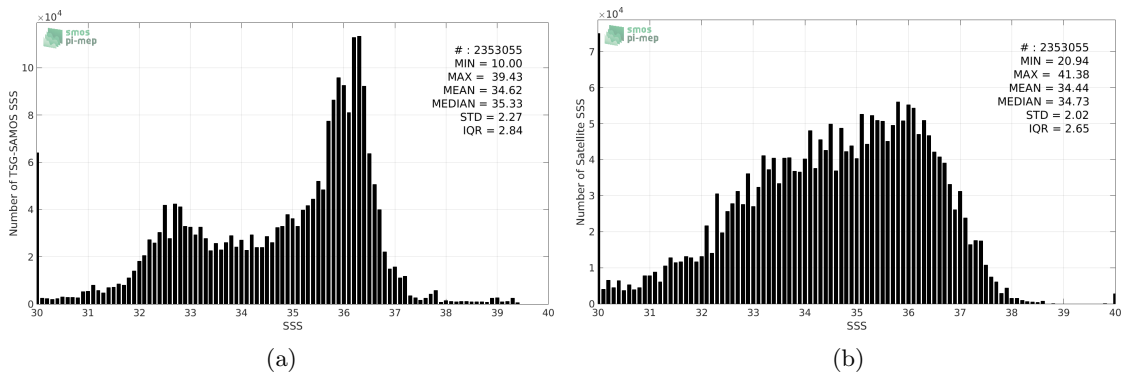 ×10⁴
smos
pi-mep
# : 2353055
MIN = 10.00
MAX = 39.43
MEAN = 34.62
MEDIAN = 35.33
STD = 2.27
IQR = 2.84
Number of TSG-SAMOS SSS
10
8
6
4
2
0
30 31 32 33 34 35 36 37 38 39 40
SSS
(a)
×10⁴
smos
pi-mep
# : 2353055
MIN = 20.94
MAX = 41.38
MEAN = 34.44
MEDIAN = 34.73
STD = 2.02
IQR = 2.65
Number of Satellite SSS
7
6
5
4
3
2
1
0
30 31 32 33 34 35 36 37 38 39 40
SSS
(b)